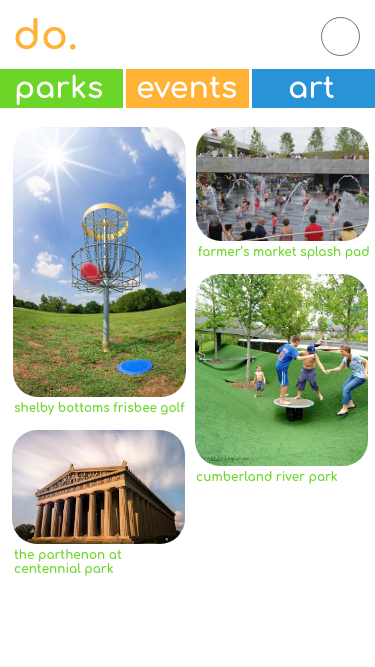 do.
parks
events
art
farmer's market splash pad
shelby bottoms frisbee golf
cumberland river park
the parthenon at
centennial park